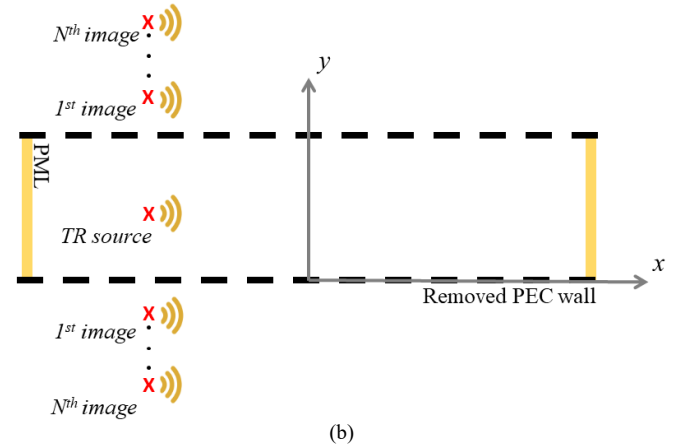 Nth image
X
y
1st image
X
PML
X
TR source
x
Removed PEC wall
X
1st image
X
Nth image
(b)